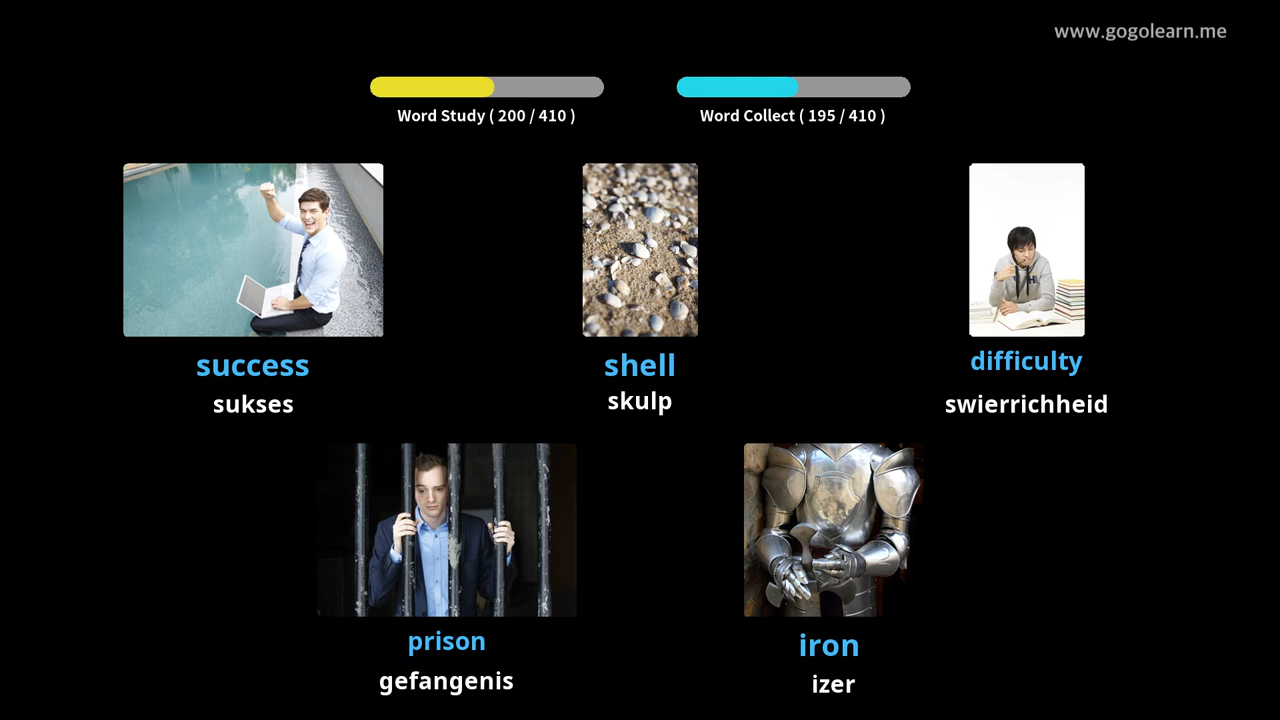 www.gogolearn.me
Word Study ( 200 / 410 )
Word Collect ( 195 / 410 )
success
sukses
shell
skulp
difficulty
swierrichheid
prison
gefangenis
iron
izer